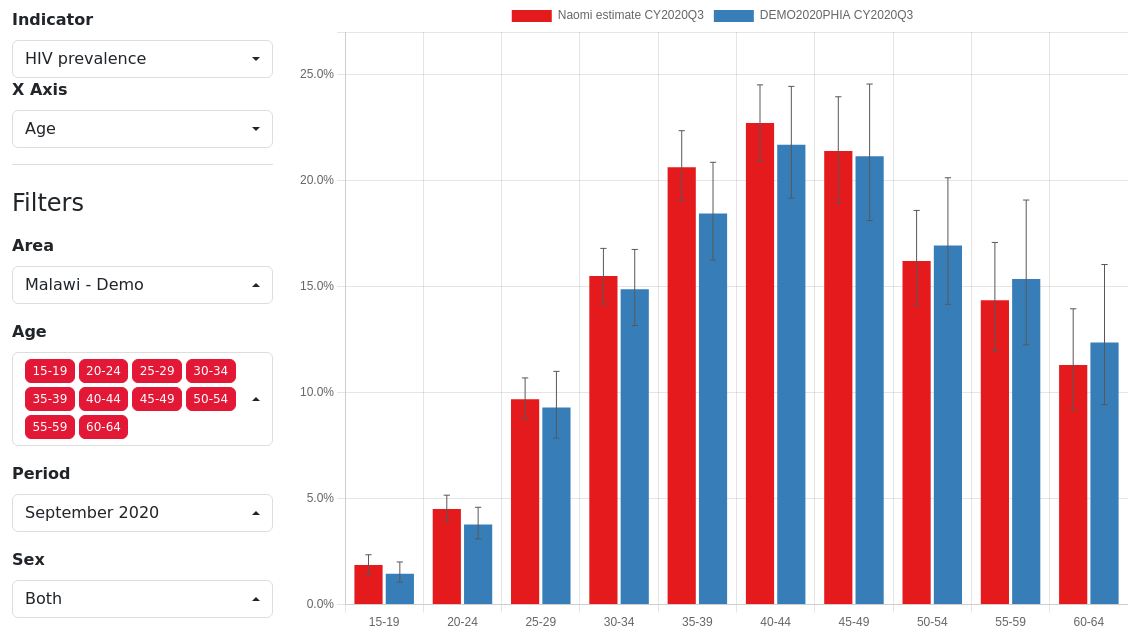 Indicator
HIV prevalence
X Axis
Age
Filters
Area
Malawi - Demo
Age
15-19 20-24 25-29 30-34
35-39 40-44 45-49 50-54
55-59 60-64
Period
September 2020
Sex
Both
Naomi estimate CY2020Q3 DEMO2020PHIA CY2020Q3
25.0%
20.0%
15.0%
10.0%
5.0%
0.0%
15-19 20-24 25-29 30-34 35-39 40-44 45-49 50-54 55-59 60-64